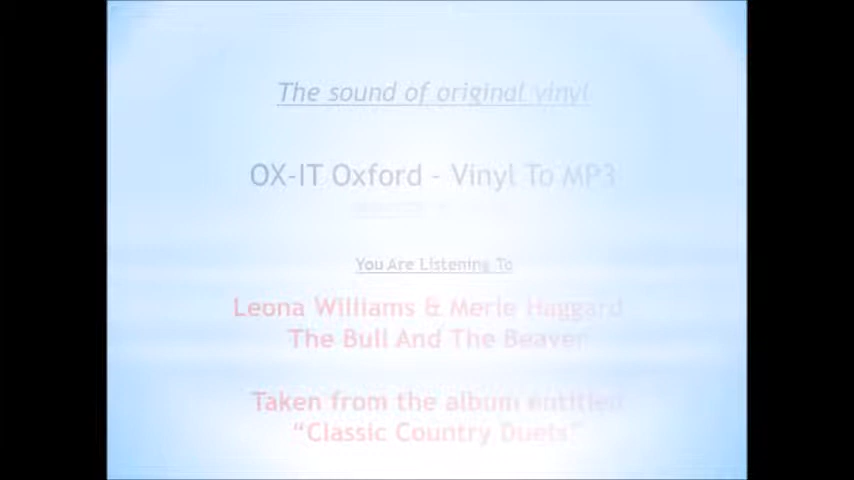 The sound of original vinyl
OX-IT Oxford - Vinyl To MP3
You Are Listening To
Leona Williams & Merle Haggard
The Bull And The Beaver
Taken from the album entitled
“Classic Country Duets”